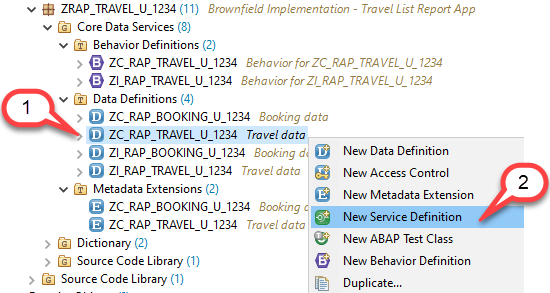 ZRAP_TRAVEL_U_1234 (11) Brownfield Implementation - Travel List Report App
Core Data Services (8)
Behavior Definitions (2)
ZC_RAP_TRAVEL_U_1234 Behavior for ZC_RAP_TRAVEL_U_1234
ZI_RAP_TRAVEL_U_1234 Behavior for ZI_RAP_TRAVEL_U_1234
Data Definitions (4)
1
ZC_RAP_BOOKING_U_1234 Booking data
ZC_RAP_TRAVEL_U_1234 Travel data
ZI_RAP_BOOKING_U_1234 Booking da
ZI_RAP_TRAVEL_U_1234 Travel data
Metadata Extensions (2)
ZC_RAP_BOOKING_U_1234 Booking d
ZC_RAP_TRAVEL_U_1234 Travel data
Dictionary (2)
Source Code Library (1)
Source Code Library (1)
New Data Definition
New Access Control
New Metadata Extension
2
New Service Definition
New ABAP Test Class
New Behavior Definition
Duplicate...